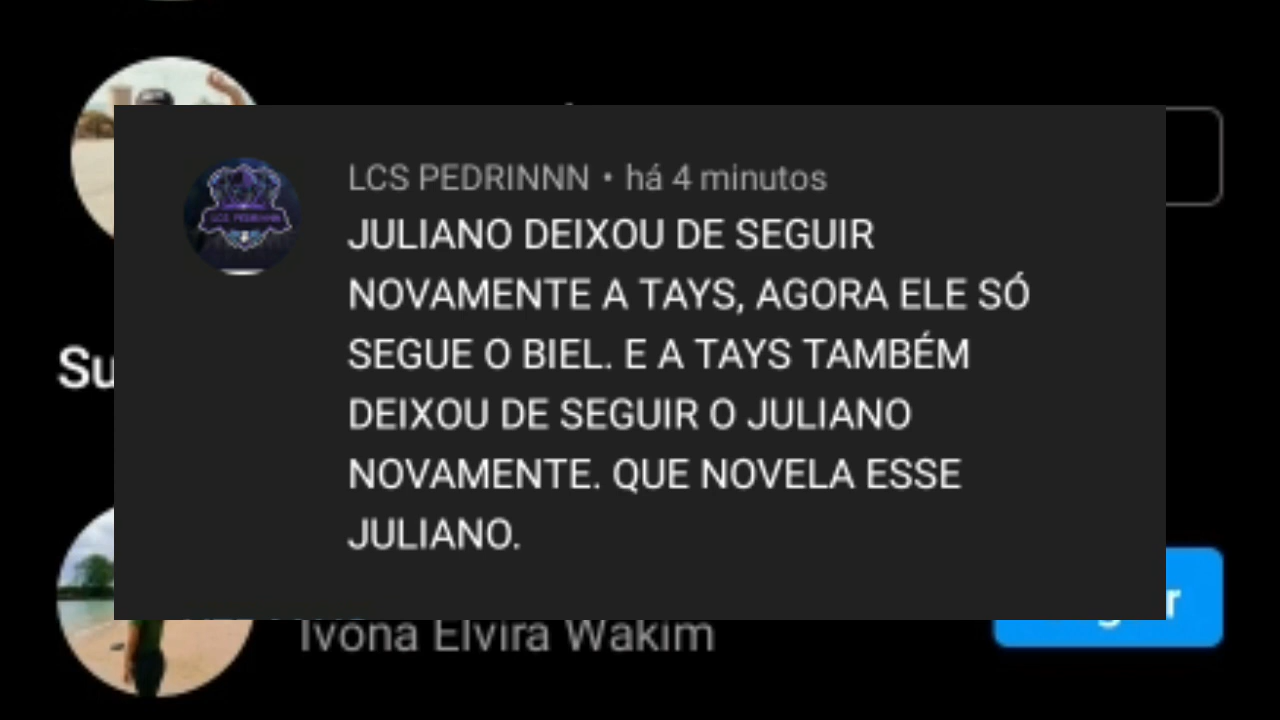 LCS PEDRINNN • há 4 minutos
JULIANO DEIXOU DE SEGUIR
NOVAMENTE A TAYS, AGORA ELE SÓ
SEGUE O BIEL. E A TAYS TAMBÉM
DEIXOU DE SEGUIR O JULIANO
NOVAMENTE. QUE NOVELA ESSE
JULIANO.
Su
Ivona Elvira Wakim